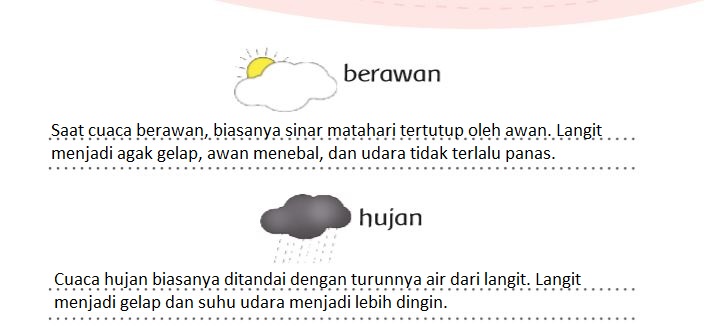 berawan
Saat cuaca berawan, biasanya sinar matahari tertutup oleh awan. Langit
menjadi agak gelap, awan menebal, dan udara tidak terlalu panas.
hujan
Cuaca hujan biasanya ditandai dengan turunnya air dari langit. Langit
menjadi gelap dan suhu udara menjadi lebih dingin.